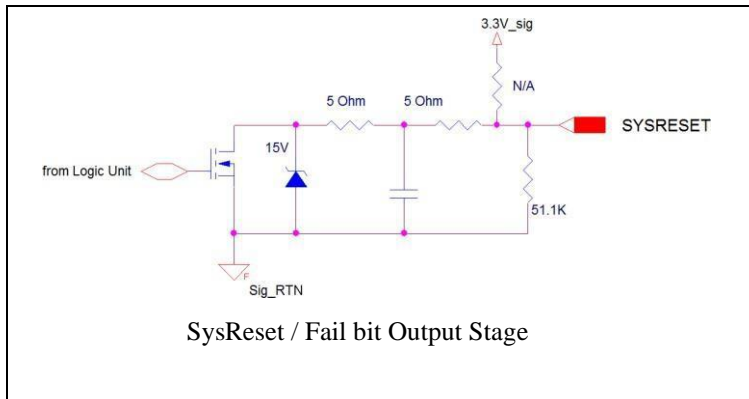 3.3V_sig
N/A
5 Ohm
5 Ohm
SYSRESET
15V
from Logic Unit
51.1K
F
Sig_RTN
SysReset / Fail bit Output Stage